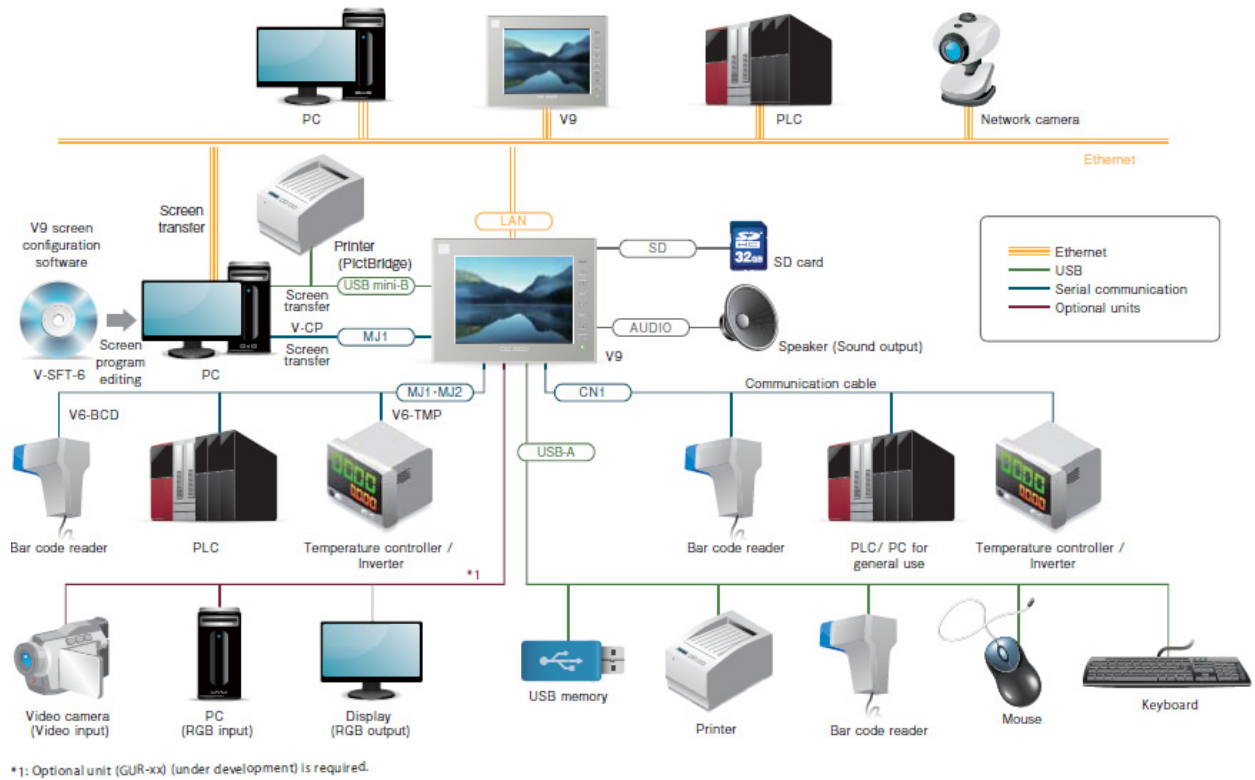 PC
V9
PLC
Network camera
Ethernet
Screen
transfer
LAN
V9 screen
configuration
software
Printer
(PictBridge)
SD
32GB
SD card
Ethernet
USB
Serial communication
Optional units
Screen
transfer
USB mini-B
V-CP
MJ1
Screen
transfer
AUDIO
Speaker (Sound output)
V9
V-SFT-6
Screen
program
editing
PC
MJ1·MJ2
CN1
Communication cable
V6-BCD
V6-TMP
USB-A
0000
0000
0000
0000
Bar code reader
PLC
Temperature controller /
Inverter
Bar code reader
PLC/ PC for
general use
Temperature controller /
Inverter
*1
Video camera
(Video input)
PC
(RGB input)
Display
(RGB output)
USB memory
Printer
Bar code reader
Mouse
Keyboard
*1: Optional unit (GUR-xx) (under development) is required.